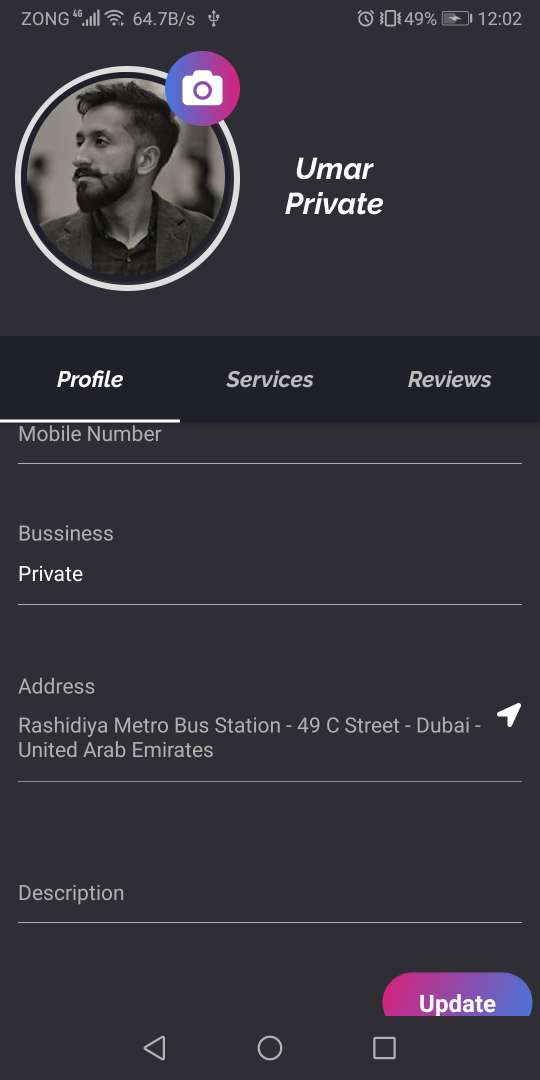 ZONG 4G 64.7B/s 49% 12:02
Umar
Private
Profile Services Reviews
Mobile Number
Bussiness
Private
Address
Rashidiya Metro Bus Station - 49 C Street - Dubai -
United Arab Emirates
Description
Update